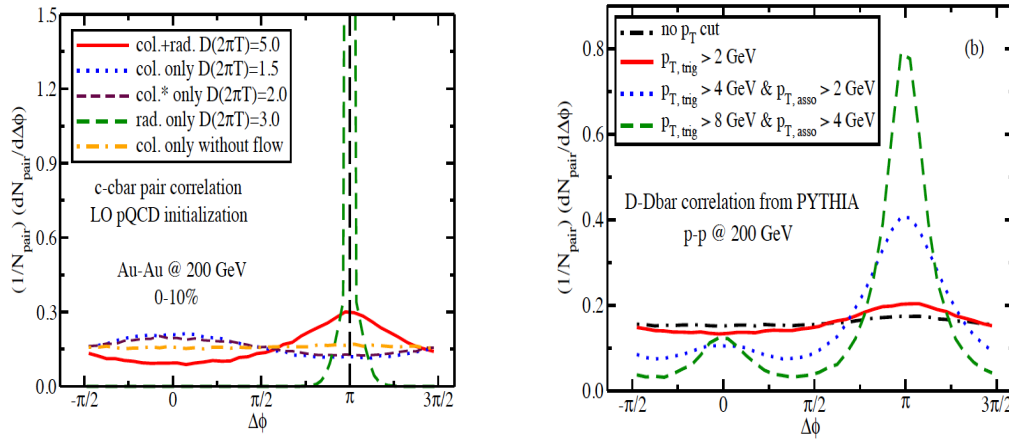 1.5
1.2
0.9
0.6
0.3
0.0
(1/N_pair) (dN_pair/dΔϕ)
col.+rad. D(2πT)=5.0
col. only D(2πT)=1.5
col.* only D(2πT)=2.0
rad. only D(2πT)=3.0
col. only without flow
c-cbar pair correlation
LO pQCD initialization
Au-Au @ 200 GeV
0-10%
-π/2 0 π/2 π 3π/2
Δϕ
0.8
0.6
0.4
0.2
0.0
(1/N_pair) (dN_pair/dΔϕ)
no p_T cut
p_T, trig > 2 GeV
p_T, trig > 4 GeV & p_T, asso > 2 GeV
p_T, trig > 8 GeV & p_T, asso > 4 GeV
(b)
D-Dbar correlation from PYTHIA
p-p @ 200 GeV
-π/2 0 π/2 π 3π/2
Δϕ